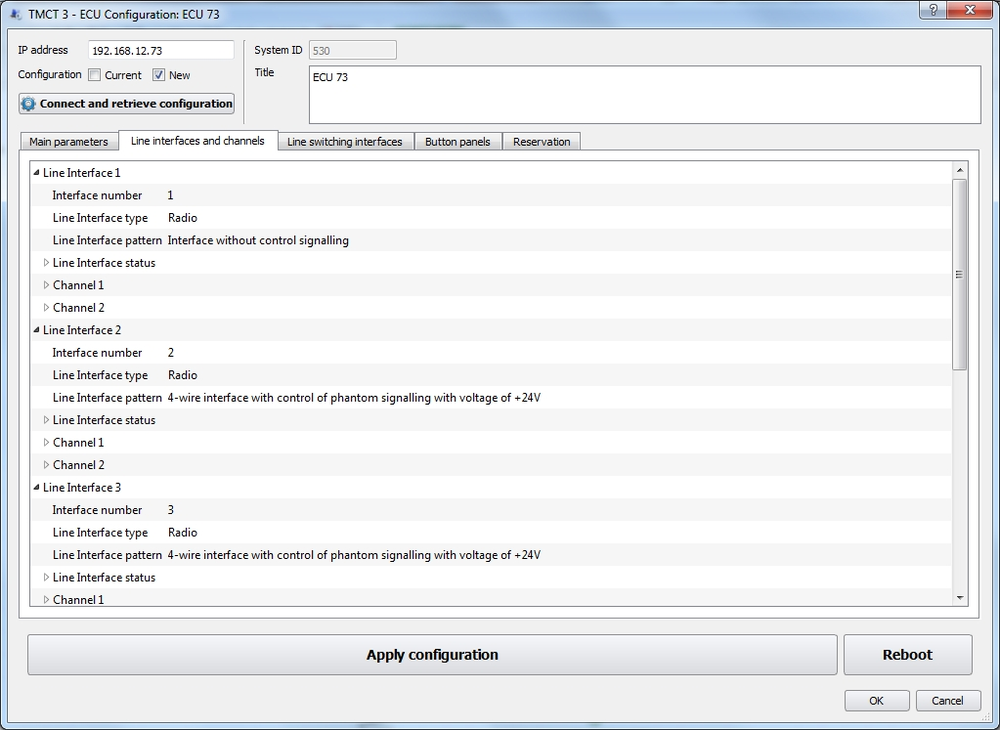 TMCT 3 - ECU Configuration: ECU 73
IP address 192.168.12.73
System ID 530
Configuration Current New
Title ECU 73
Connect and retrieve configuration
Main parameters Line interfaces and channels Line switching interfaces Button panels Reservation
Line Interface 1
Interface number 1
Line Interface type Radio
Line Interface pattern Interface without control signalling
Line Interface status
Channel 1
Channel 2
Line Interface 2
Interface number 2
Line Interface type Radio
Line Interface pattern 4-wire interface with control of phantom signalling with voltage of +24V
Line Interface status
Channel 1
Channel 2
Line Interface 3
Interface number 3
Line Interface type Radio
Line Interface pattern 4-wire interface with control of phantom signalling with voltage of +24V
Line Interface status
Channel 1
Apply configuration Reboot
OK Cancel